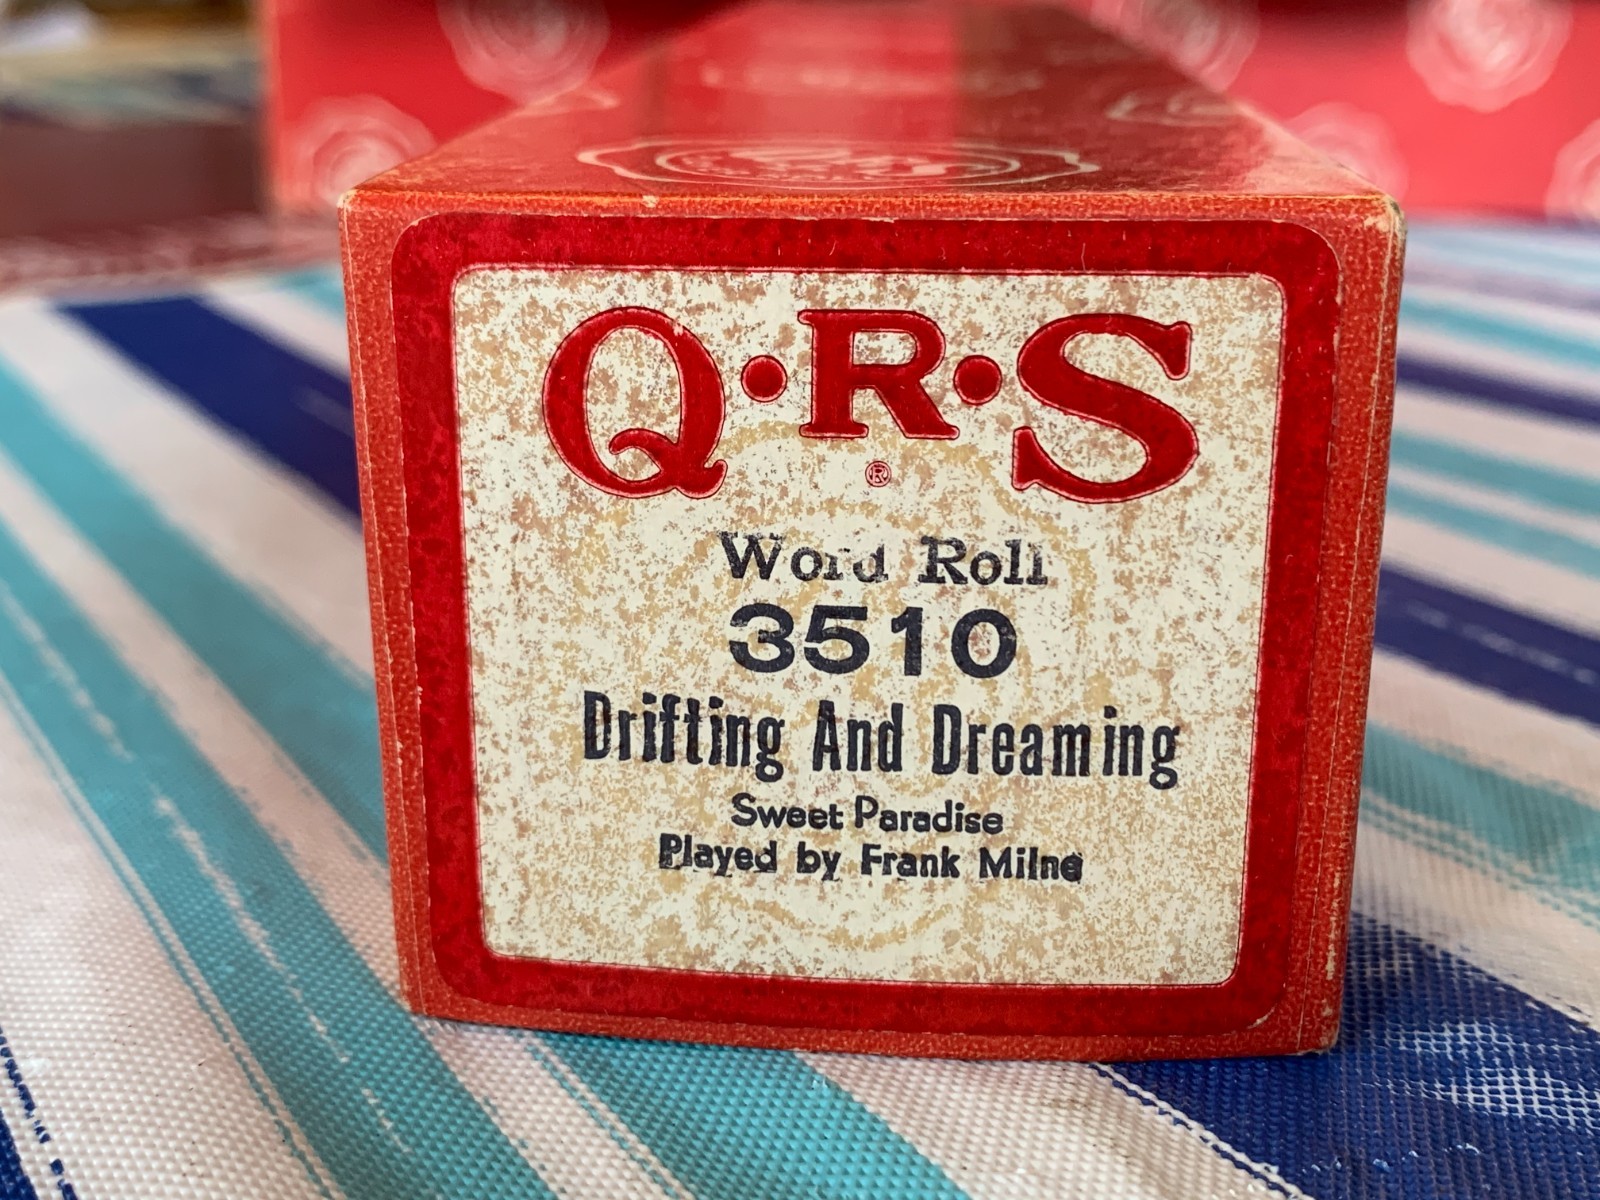 Q·R·S
®
Word Roll
3510
Drifting And Dreaming
Sweet Paradise
Played by Frank Milne